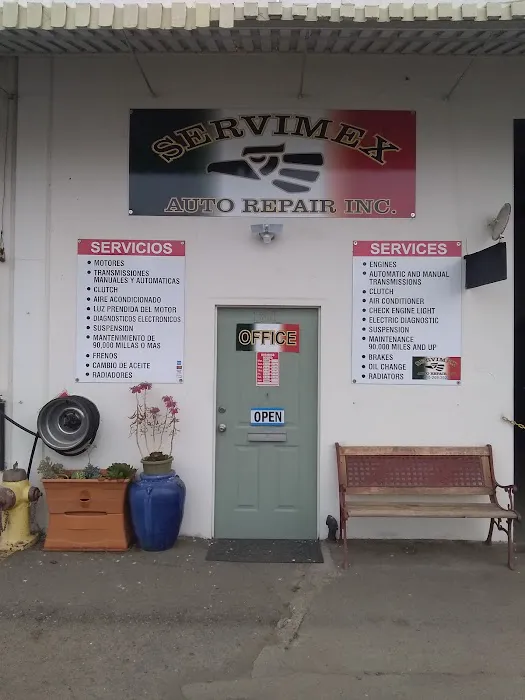 SERVIMEX
AUTO REPAIR INC.
SERVICIOS
MOTORES
TRANSMISSIONES
MANUALES Y AUTOMATICAS
CLUTCH
AIRE ACONDICIONADO
LUZ PRENDIDA DEL MOTOR
DIAGNOSTICOS ELECTRONICOS
SUSPENSION
MANTENIMIENTO DE
90,000 MILLAS O MAS
FRENOS
CAMBIO DE ACEITE
RADIADORES
OFFICE
OPEN
SERVICES
ENGINES
AUTOMATIC AND MANUAL
TRANSMISSIONS
CLUTCH
AIR CONDITIONER
CHECK ENGINE LIGHT
ELECTRIC DIAGNOSTIC
SUSPENSION
MAINTENANCE
90,000 MILES AND UP
BRAKES
OIL CHANGE
RADIATORS
SERVIMEX
AUTO REPAIR